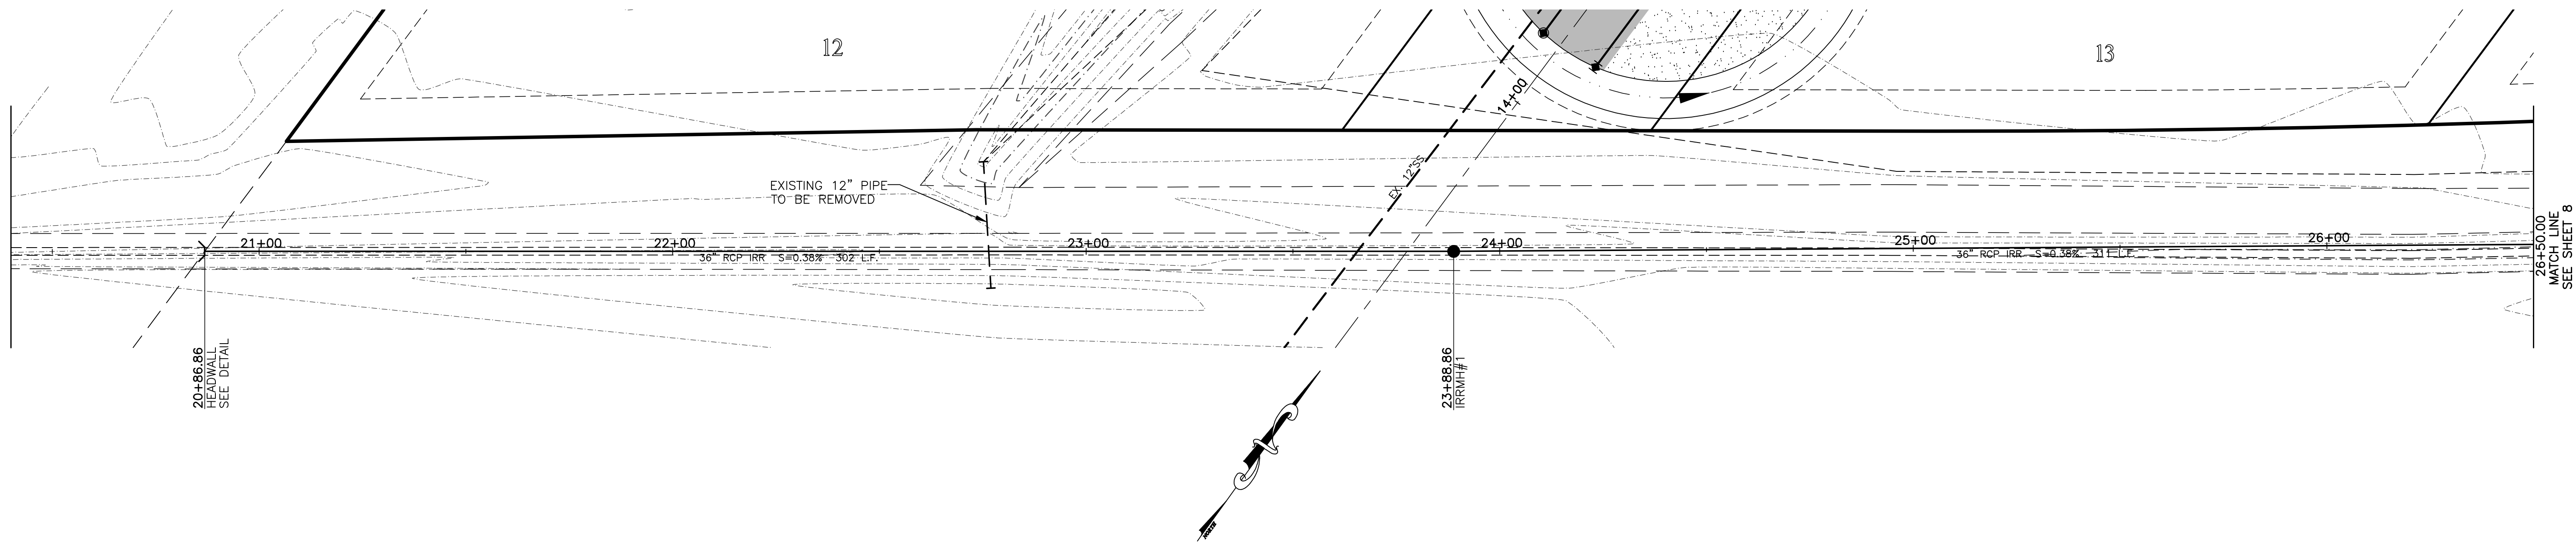 12
13
14+00
EX. 12"SS
EXISTING 12" PIPE
TO BE REMOVED
21+00
22+00
23+00
24+00
25+00
26+00
36" RCP IRR S=0.38% 302 L.F.
36" RCP IRR S=0.38% 311 L.F.
26+50.00
MATCH LINE
SEE SHEET 8
20+86.86
HEADWALL
SEE DETAIL
23+88.86
IRRMH#1
NORTH